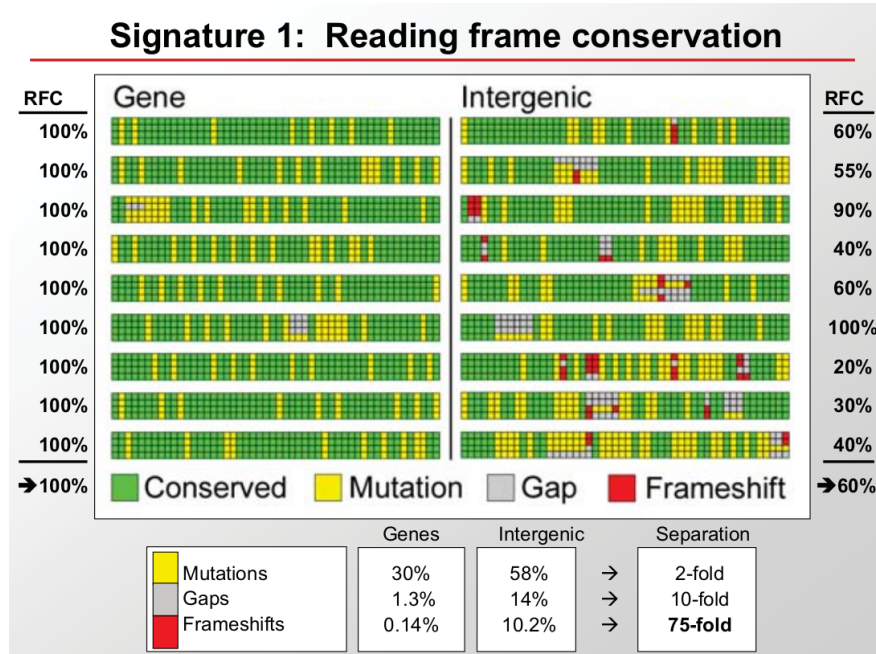 Signature 1: Reading frame conservation
RFC Gene Intergenic RFC
100% 60%
100% 55%
100% 90%
100% 40%
100% 60%
100% 100%
100% 20%
100% 30%
100% 40%
➔100% Conserved Mutation Gap Frameshift ➔60%
Genes Intergenic Separation
Mutations 30% 58% → 2-fold
Gaps 1.3% 14% → 10-fold
Frameshifts 0.14% 10.2% → 75-fold